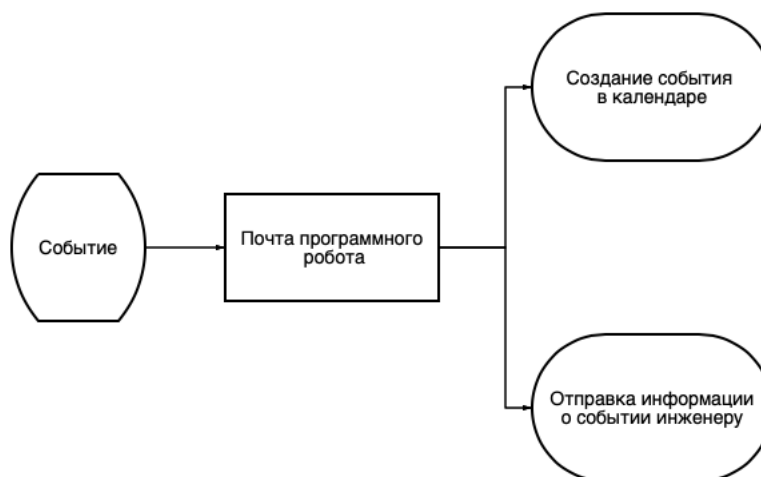 Создание события
в календаре
Событие
Почта программного
робота
Отправка информации
о событии инженеру